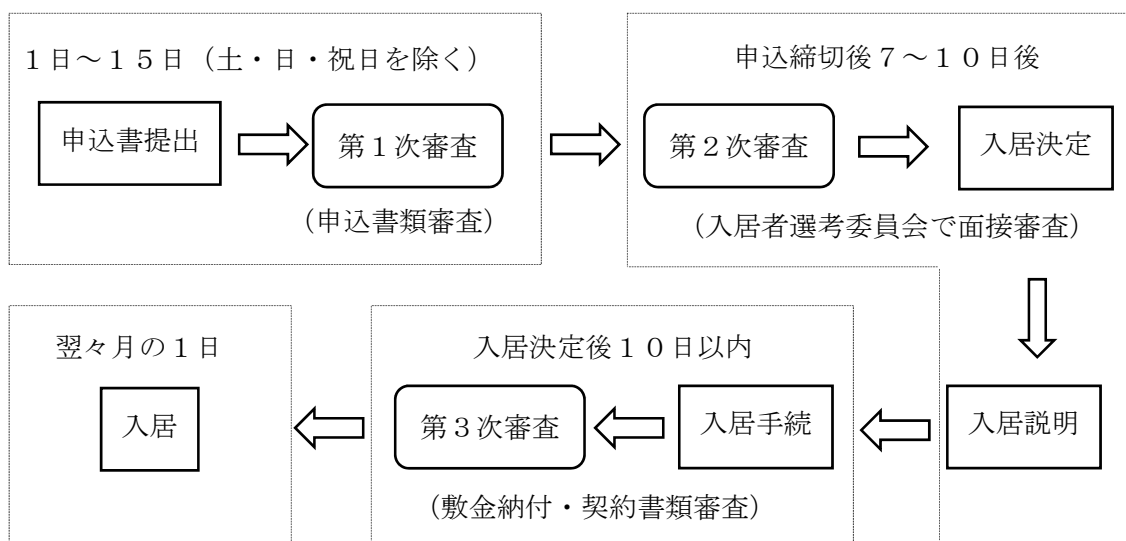 １日～１５日（土・日・祝日を除く）
申込書提出
第１次審査
（申込書類審査）
申込締切後７～１０日後
第２次審査
入居決定
（入居者選考委員会で面接審査）
入居説明
入居決定後１０日以内
入居手続
第３次審査
（敷金納付・契約書類審査）
翌々月の１日
入居